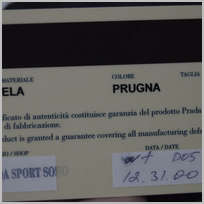 MATERIALE COLORE TAGLIA
ELA PRUGNA
ficato di autenticità costituisce garanzia del prodotto Prada
di fabbricazione.
duct is granted a guarantee covering all manufacturing defe
/ SHOP DATA / DATE
A SPORT SO D05
12.31.00